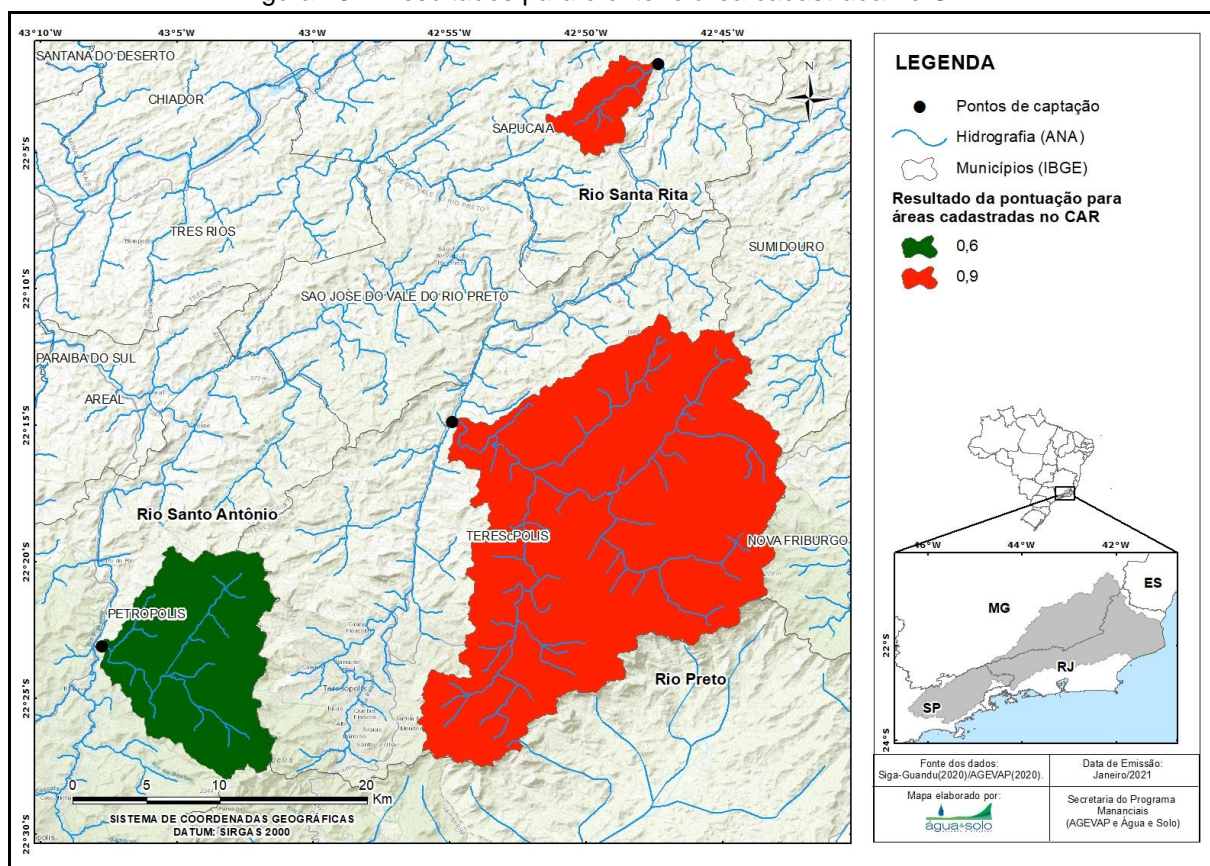 43°10'W
43°5'W
43°0'W
42°55'W
42°50'W
42°45'W
22°5'S
22°10'S
22°15'S
22°20'S
22°25'S
22°30'S
SANTANA DO DESERTO
CHIADOR
SAPUCAIA
Rio Santa Rita
TRES RIOS
SUMIDOURO
SAO JOSE DO VALE DO RIO PRETO
PARAIBA DO SUL
AREAL
Rio Santo Antônio
TEREScPOLIS
NOVA FRIBURGO
PETROPOLIS
Teresópolis
Rio Preto
N
0 5 10 20
Km
SISTEMA DE COORDENADAS GEOGRÁFICAS
DATUM: SIRGAS 2000
LEGENDA
Pontos de captação
Hidrografia (ANA)
Municípios (IBGE)
Resultado da pontuação para
áreas cadastradas no CAR
0,6
0,9
46°W
44°W
42°W
22°S
24°S
MG
ES
RJ
SP
Fonte dos dados:
Siga-Guandu(2020)/AGEVAP(2020).
Data de Emissão:
Janeiro/2021
Mapa elaborado por:
água e solo
Secretaria do Programa
Mananciais
(AGEVAP e Água e Solo)